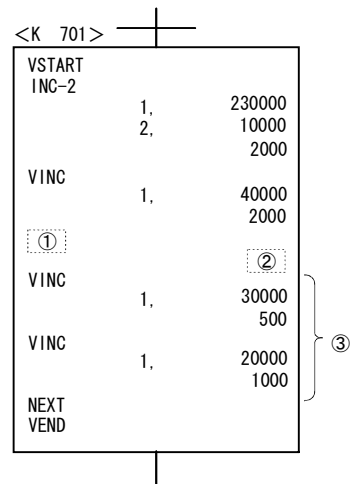 <K 701>
VSTART
INC-2
1, 230000
2, 10000
2000
VINC
1, 40000
2000
①
②
VINC
1, 30000
500
VINC
1, 20000
1000
③
NEXT
VEND